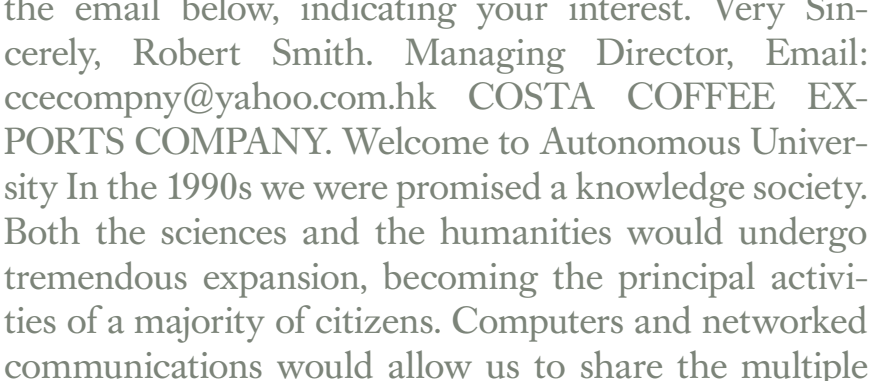 the email below, indicating your interest. Very Sin-
cerely, Robert Smith. Managing Director, Email:
ccecompny@yahoo.com.hk COSTA COFFEE EX-
PORTS COMPANY. Welcome to Autonomous Univer-
sity In the 1990s we were promised a knowledge society.
Both the sciences and the humanities would undergo
tremendous expansion, becoming the principal activi-
ties of a majority of citizens. Computers and networked
communications would allow us to share the multiple